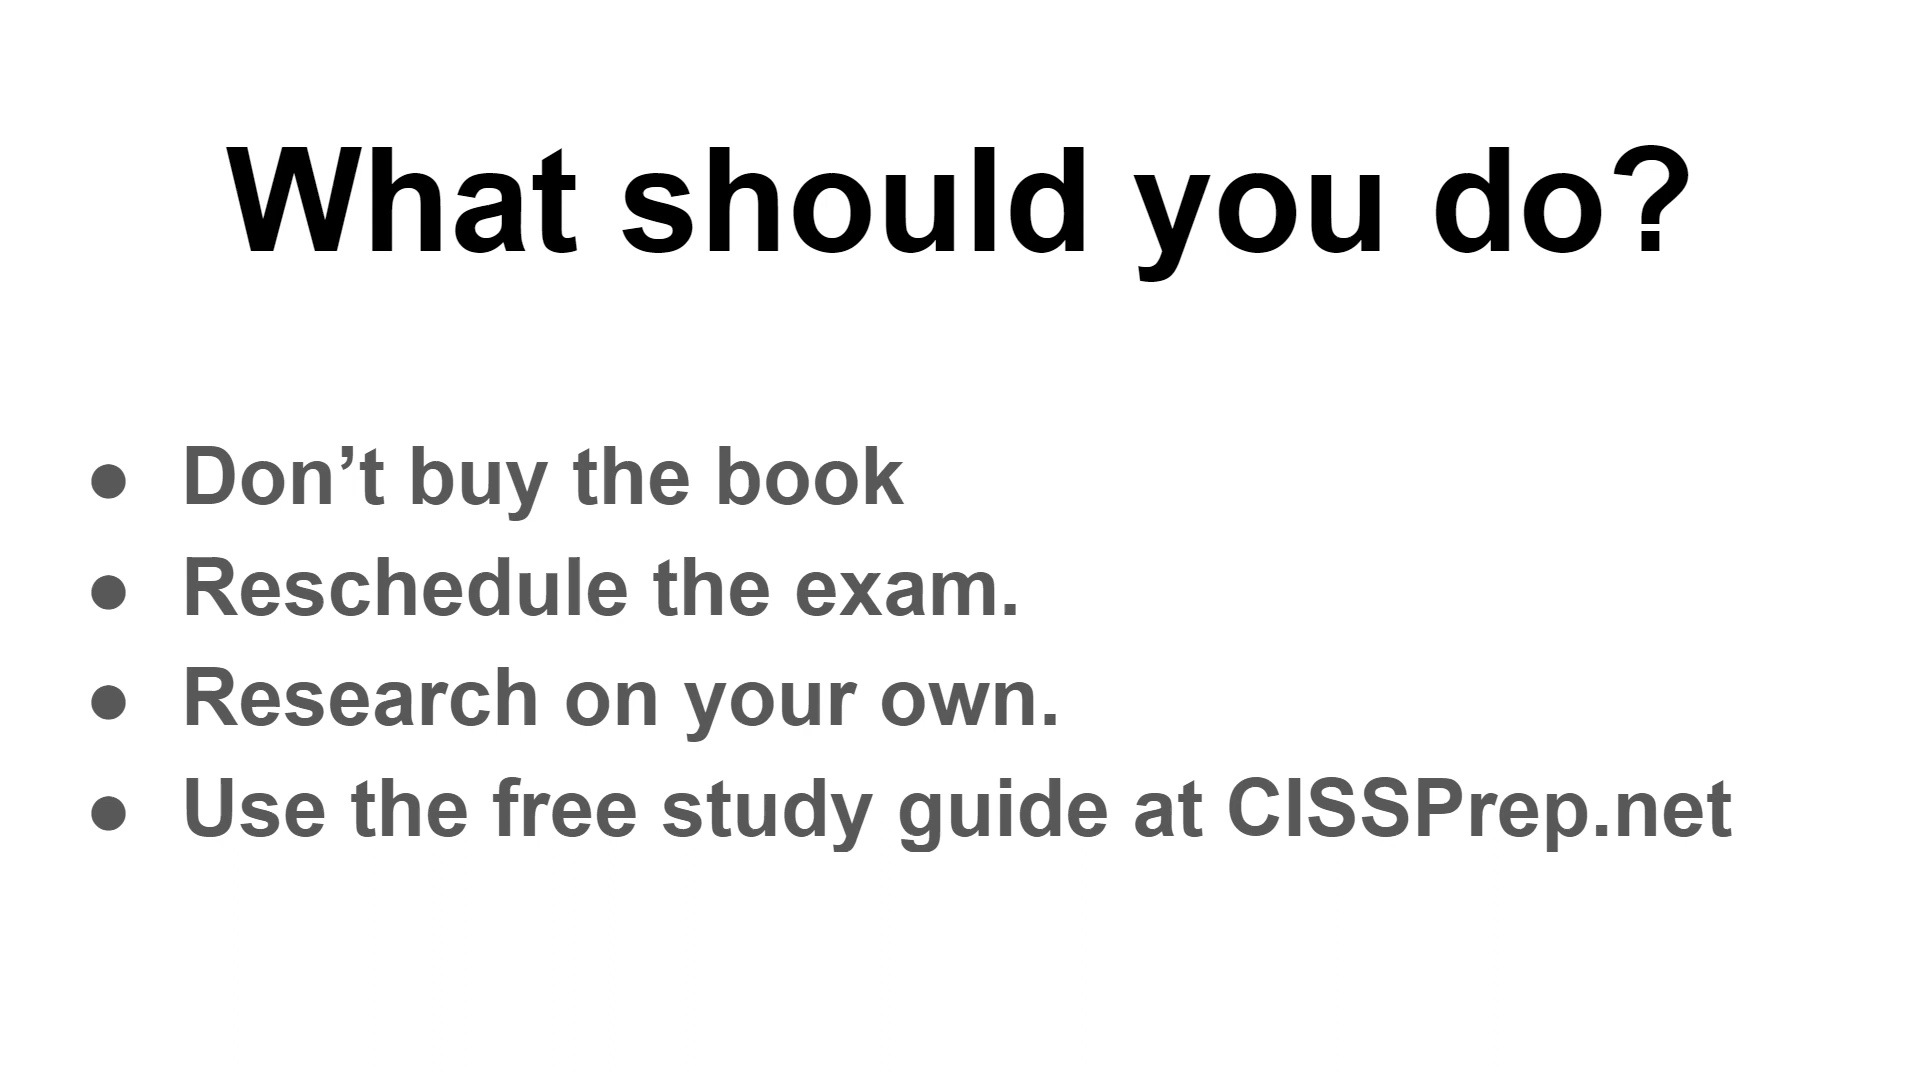 What should you do?
● Don’t buy the book
● Reschedule the exam.
● Research on your own.
● Use the free study guide at CISSPrep.net